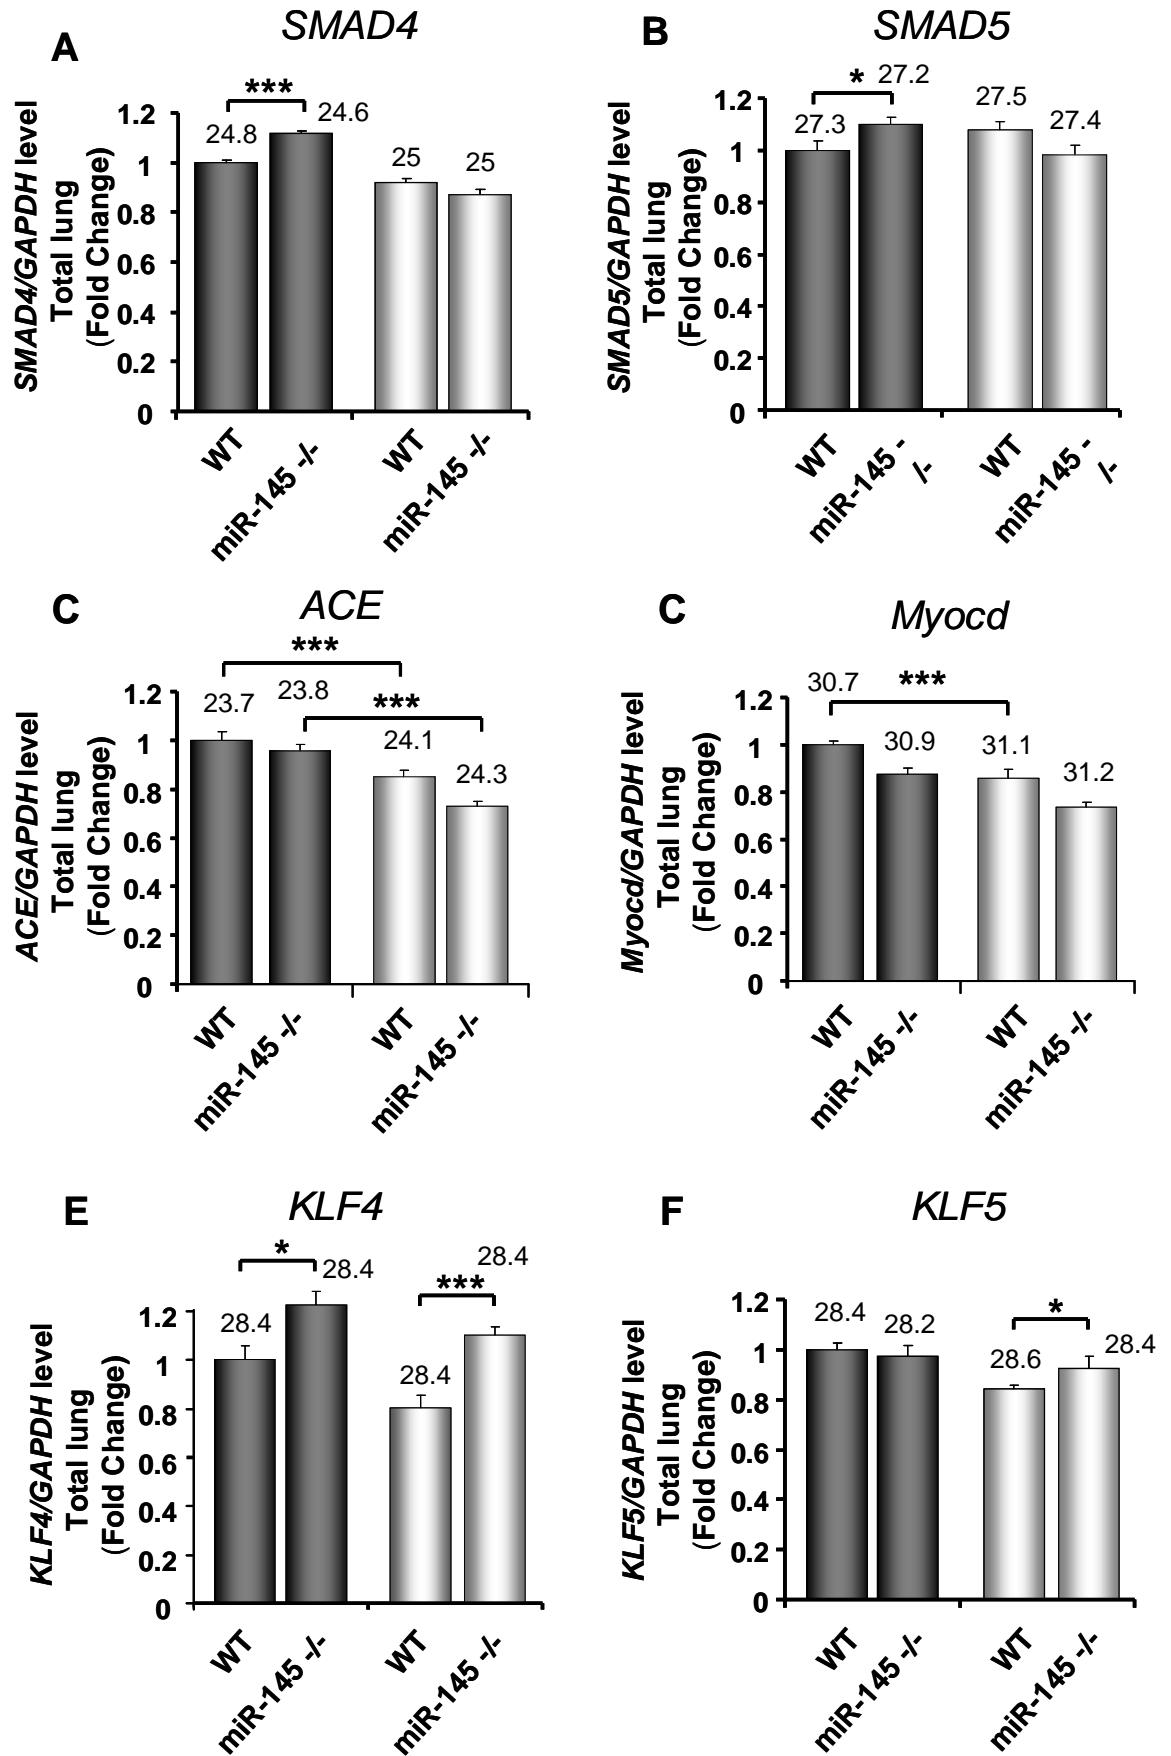 A
SMAD4
SMAD4/GAPDH level
Total lung
(Fold Change)
***
24.8
24.6
25
25
1.2
1
0.8
0.6
0.4
0.2
0
WT
miR-145 -/-
WT
miR-145 -/-
B
SMAD5
SMAD5/GAPDH level
Total lung
(Fold Change)
*
27.3
27.2
27.5
27.4
1.2
1
0.8
0.6
0.4
0.2
0
WT
miR-145 -
/-
WT
miR-145 -
/-
C
ACE
ACE/GAPDH level
Total lung
(Fold Change)
***
***
23.7
23.8
24.1
24.3
1.2
1
0.8
0.6
0.4
0.2
0
WT
miR-145 -/-
WT
miR-145 -/-
C
Myocd
Myocd/GAPDH level
Total lung
(Fold Change)
***
30.7
30.9
31.1
31.2
1.2
1
0.8
0.6
0.4
0.2
0
WT
miR-145 -/-
WT
miR-145 -/-
E
KLF4
KLF4/GAPDH level
Total lung
(Fold Change)
*
***
28.4
28.4
28.4
28.4
1.2
1
0.8
0.6
0.4
0.2
0
WT
miR-145 -/-
WT
miR-145 -/-
F
KLF5
KLF5/GAPDH level
Total lung
(Fold Change)
*
28.4
28.2
28.6
28.4
1.2
1
0.8
0.6
0.4
0.2
0
WT
miR-145 -/-
WT
miR-145 -/-